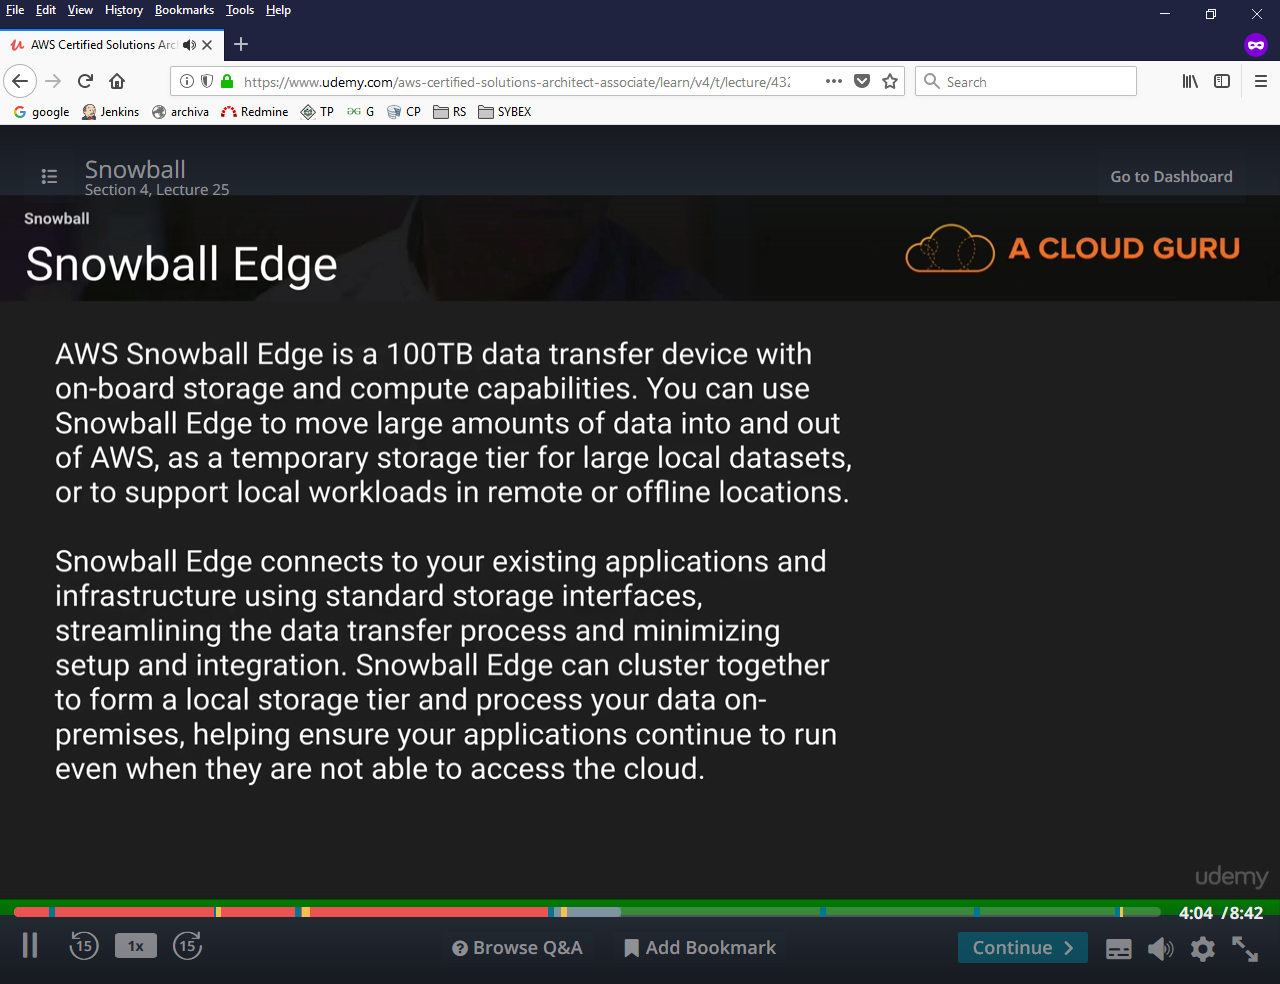 File Edit View History Bookmarks Tools Help
AWS Certified Solutions Arc
https://www.udemy.com/aws-certified-solutions-architect-associate/learn/v4/t/lecture/432
Search
google Jenkins archiva Redmine TP G CP RS SYBEX
Snowball
Section 4, Lecture 25
Go to Dashboard
Snowball
Snowball Edge
A CLOUD GURU
AWS Snowball Edge is a 100TB data transfer device with
on-board storage and compute capabilities. You can use
Snowball Edge to move large amounts of data into and out
of AWS, as a temporary storage tier for large local datasets,
or to support local workloads in remote or offline locations.
Snowball Edge connects to your existing applications and
infrastructure using standard storage interfaces,
streamlining the data transfer process and minimizing
setup and integration. Snowball Edge can cluster together
to form a local storage tier and process your data on-
premises, helping ensure your applications continue to run
even when they are not able to access the cloud.
udemy
4:04 /8:42
15 1x 15 Browse Q&A Add Bookmark Continue